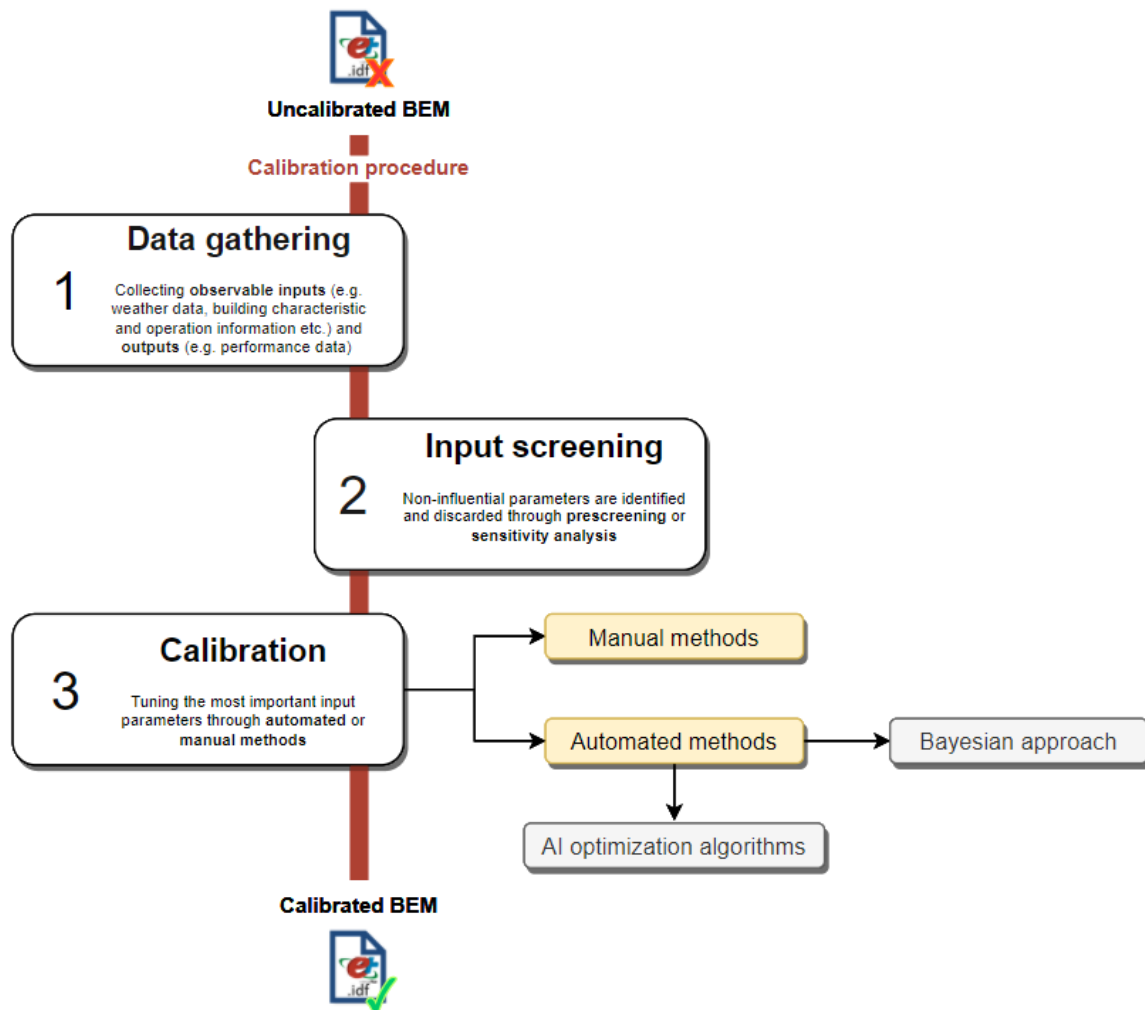 .idf
Uncalibrated BEM
Calibration procedure
1
Data gathering
Collecting observable inputs (e.g.
weather data, building characteristic
and operation information etc.) and
outputs (e.g. performance data)
2
Input screening
Non-influential parameters are identified
and discarded through prescreening or
sensitivity analysis
3
Calibration
Tuning the most important input
parameters through automated or
manual methods
Manual methods
Automated methods
Bayesian approach
AI optimization algorithms
Calibrated BEM
.idf